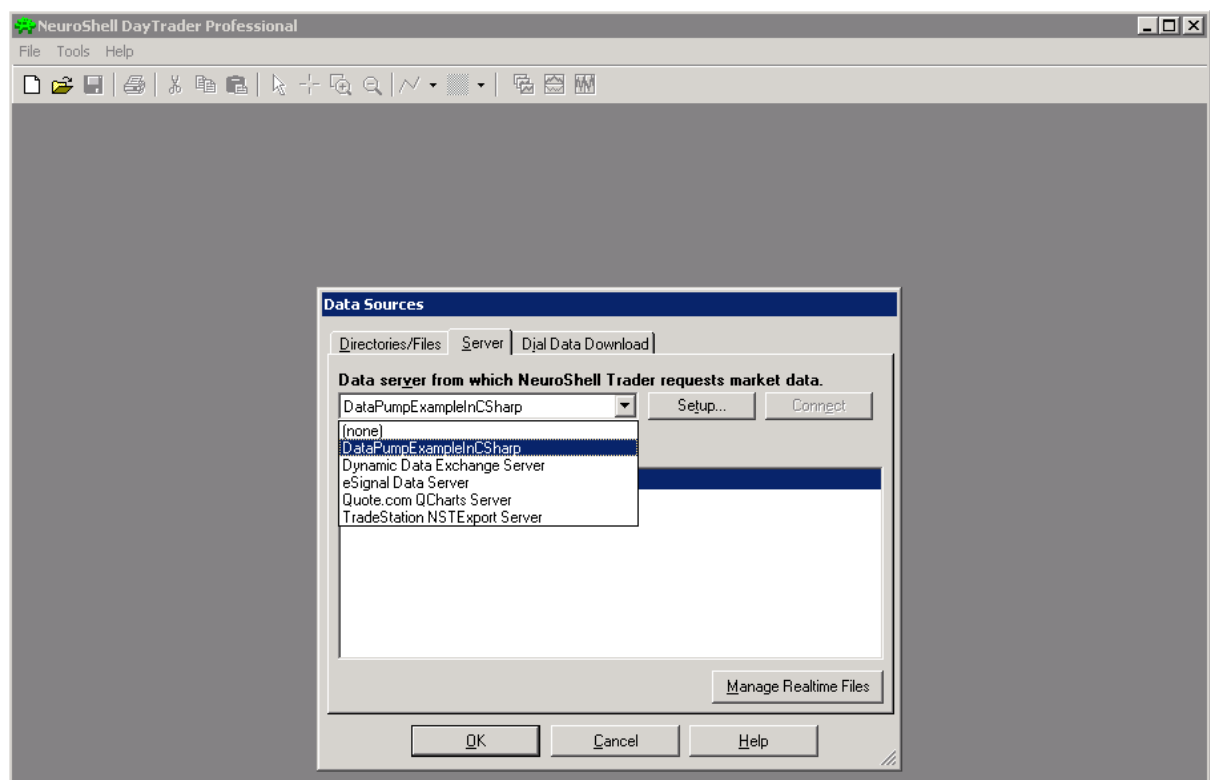 NeuroShell DayTrader Professional
File Tools Help
Data Sources
Directories/Files Server Dial Data Download
Data server from which NeuroShell Trader requests market data.
DataPumpExampleInCSharp Setup... Connect
(none)
DataPumpExampleInCSharp
Dynamic Data Exchange Server
eSignal Data Server
Quote.com QCharts Server
TradeStation NSTExport Server
Manage Realtime Files
OK Cancel Help